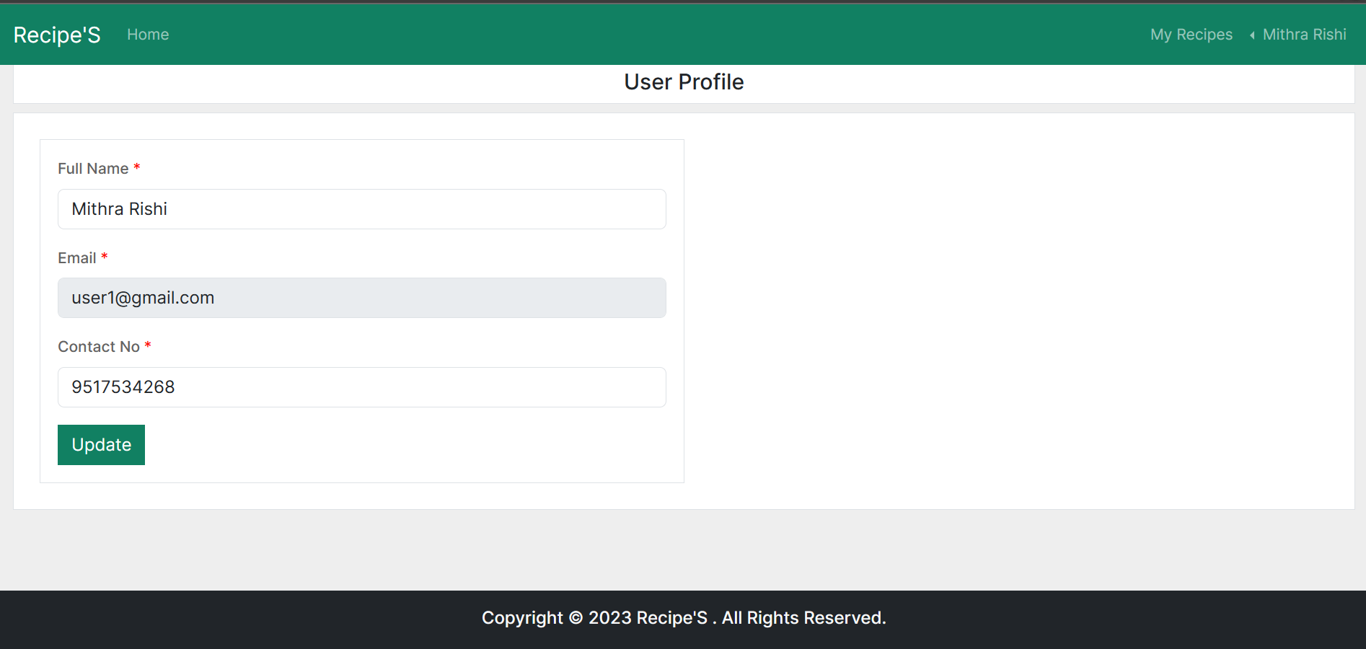 Recipe'S Home My Recipes Mithra Rishi
User Profile
Full Name *
Mithra Rishi
Email *
user1@gmail.com
Contact No *
9517534268
Update
Copyright © 2023 Recipe'S . All Rights Reserved.